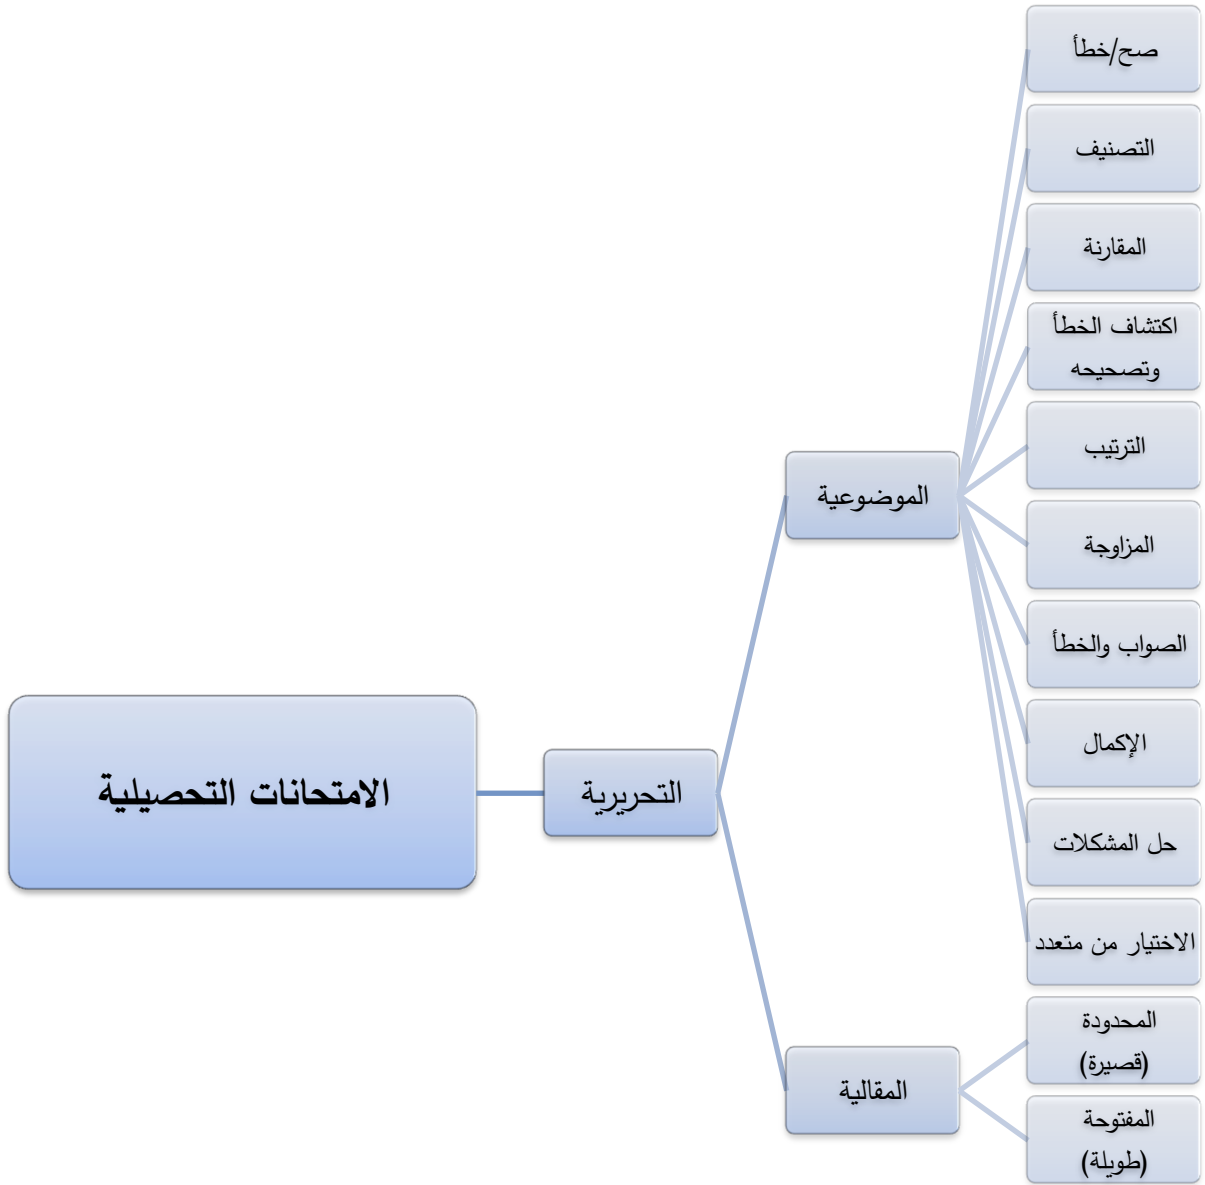 صح/خطأ
التصنيف
المقارنة
اكتشاف الخطأ
وتصحيحه
الترتيب
الموضوعية
المزاوجة
الصواب والخطأ
الإكمال
الامتحانات التحصيلية
التحريرية
حل المشكلات
الاختيار من متعدد
المحدودة
(قصيرة)
المقالية
المفتوحة
(طويلة)